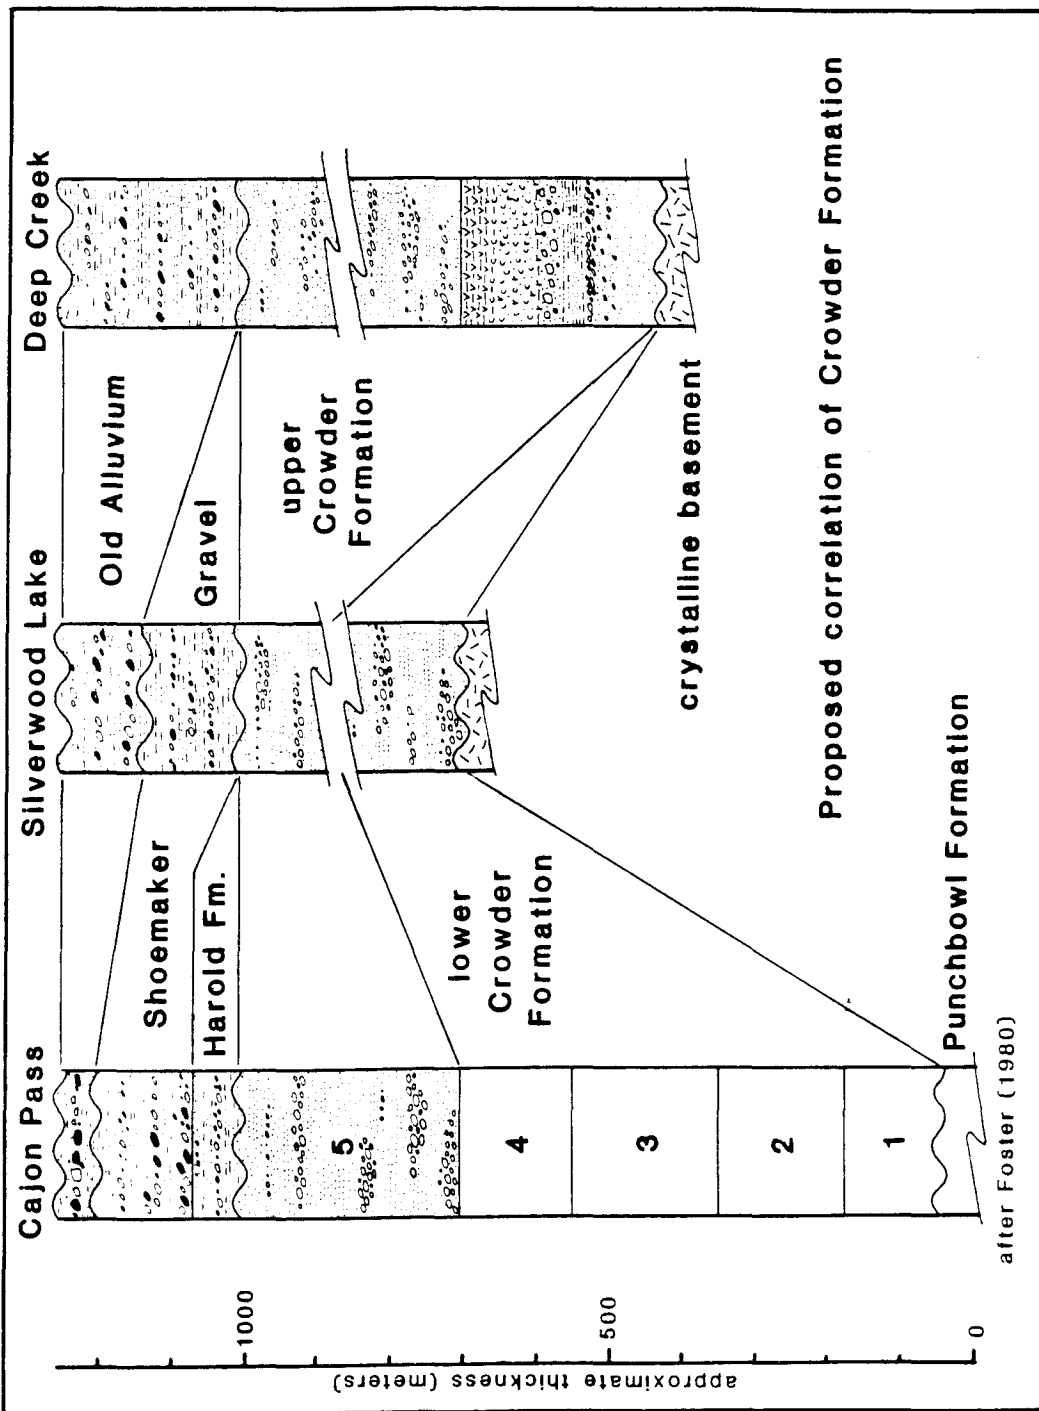 Cajon Pass
Silverwood Lake
Deep Creek
Old Alluvium
Shoemaker
Gravel
Harold Fm.
upper
Crowder
Formation
lower
Crowder
Formation
5
4
3
2
1
crystalline basement
Punchbowl Formation
Proposed correlation of Crowder Formation
after Foster (1980)
1000
500
0
approximate thickness (meters)